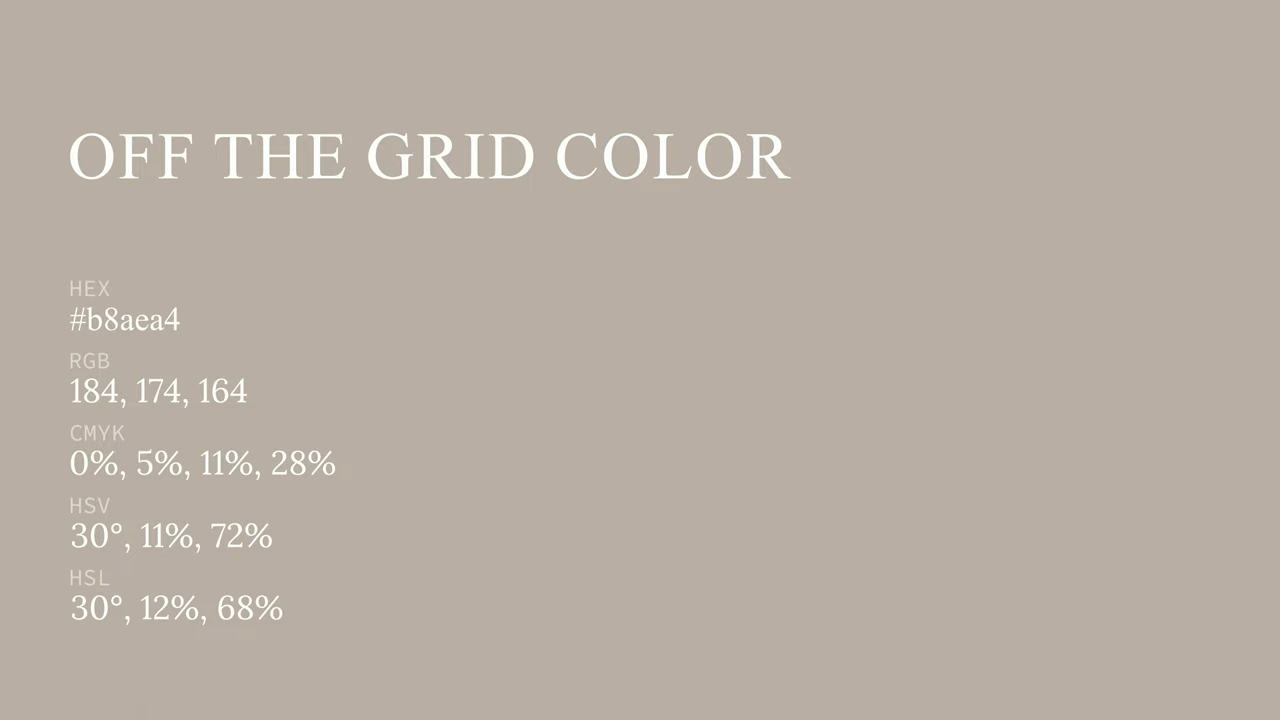 OFF THE GRID COLOR
HEX
#b8aea4
RGB
184, 174, 164
CMYK
0%, 5%, 11%, 28%
HSV
30°, 11%, 72%
HSL
30°, 12%, 68%